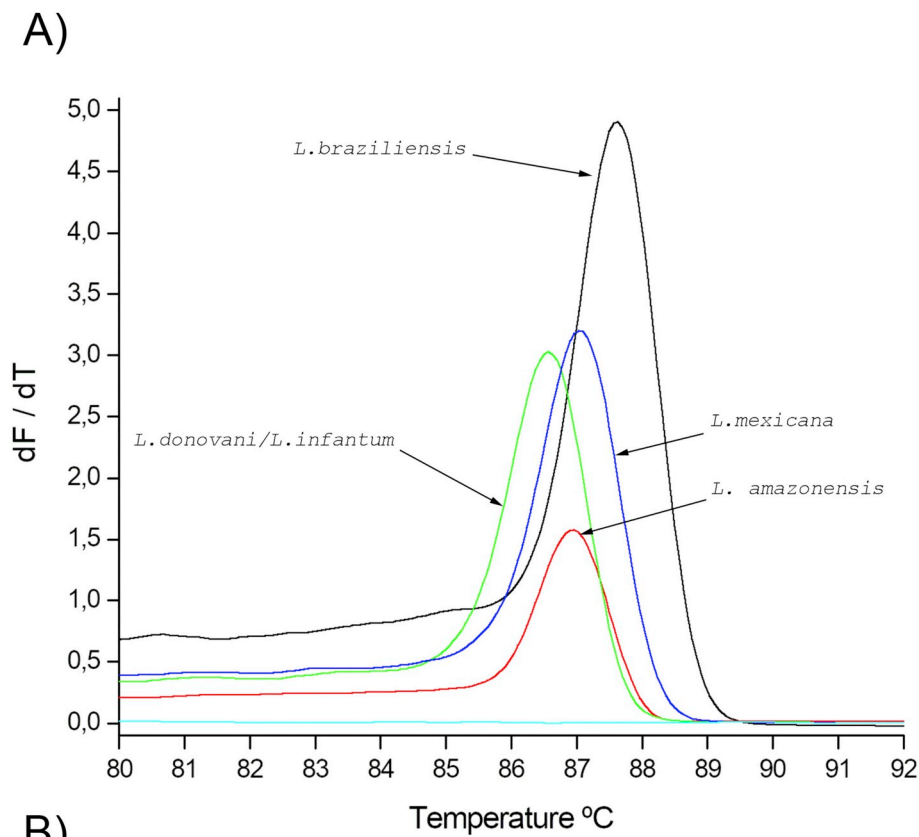 A)
5,0
4,5
4,0
3,5
3,0
2,5
2,0
1,5
1,0
0,5
0,0
dF / dT
L.braziliensis
L.donovani/L.infantum
L.mexicana
L. amazonensis
80 81 82 83 84 85 86 87 88 89 90 91 92
Temperature ºC
B)